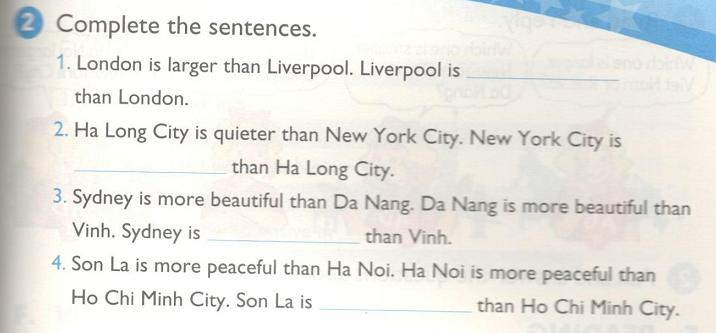 2 Complete the sentences.
1. London is larger than Liverpool. Liverpool is ____________
than London.
2. Ha Long City is quieter than New York City. New York City is
____________ than Ha Long City.
3. Sydney is more beautiful than Da Nang. Da Nang is more beautiful than
Vinh. Sydney is ____________ than Vinh.
4. Son La is more peaceful than Ha Noi. Ha Noi is more peaceful than
Ho Chi Minh City. Son La is ____________ than Ho Chi Minh City.